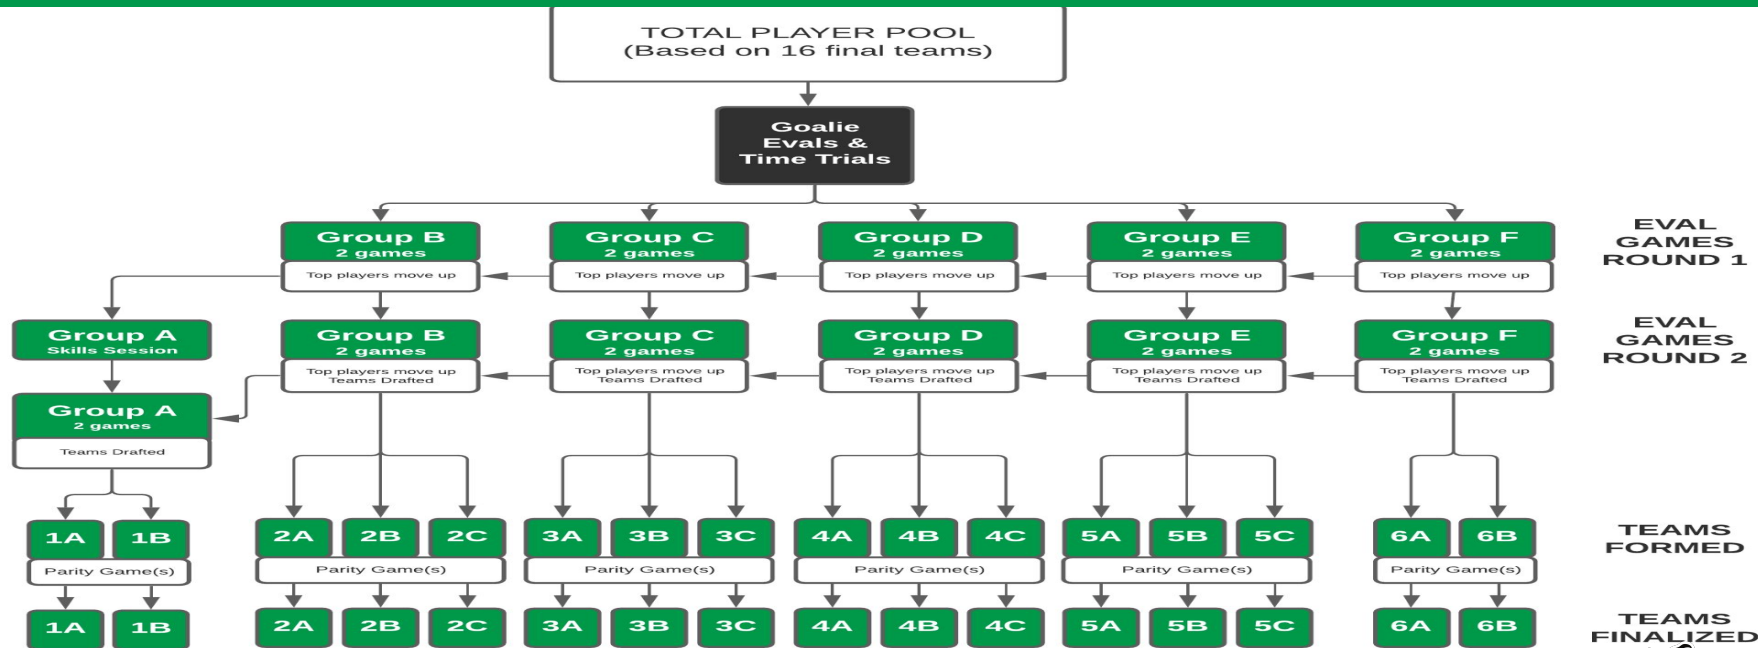 TOTAL PLAYER POOL
(Based on 16 final teams)
Goalie
Evals &
Time Trials
Group B
2 games
Top players move up
Group C
2 games
Top players move up
Group D
2 games
Top players move up
Group E
2 games
Top players move up
Group F
2 games
Top players move up
EVAL
GAMES
ROUND 1
Group A
Skills Session
Group B
2 games
Top players move up
Teams Drafted
Group C
2 games
Top players move up
Teams Drafted
Group D
2 games
Top players move up
Teams Drafted
Group E
2 games
Top players move up
Teams Drafted
Group F
2 games
Top players move up
Teams Drafted
EVAL
GAMES
ROUND 2
Group A
2 games
Teams Drafted
1A 1B
Parity Game(s)
2A 2B 2C
Parity Game(s)
3A 3B 3C
Parity Game(s)
4A 4B 4C
Parity Game(s)
5A 5B 5C
Parity Game(s)
6A 6B
Parity Game(s)
TEAMS
FORMED
1A 1B
2A 2B 2C
3A 3B 3C
4A 4B 4C
5A 5B 5C
6A 6B
TEAMS
FINALIZED